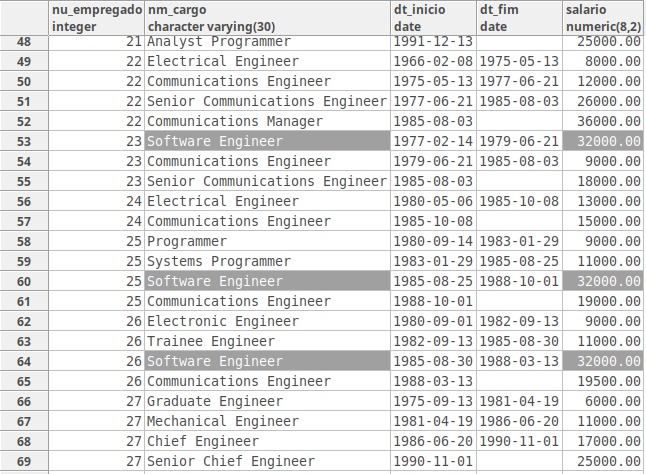 nu_empregado nm_cargo dt_inicio dt_fim salario
integer character varying(30) date date numeric(8,2)
48 21 Analyst Programmer 1991-12-13 25000.00
49 22 Electrical Engineer 1966-02-08 1975-05-13 8000.00
50 22 Communications Engineer 1975-05-13 1977-06-21 12000.00
51 22 Senior Communications Engineer 1977-06-21 1985-08-03 26000.00
52 22 Communications Manager 1985-08-03 36000.00
53 23 Software Engineer 1977-02-14 1979-06-21 32000.00
54 23 Communications Engineer 1979-06-21 1985-08-03 9000.00
55 23 Senior Communications Engineer 1985-08-03 18000.00
56 24 Electrical Engineer 1980-05-06 1985-10-08 13000.00
57 24 Communications Engineer 1985-10-08 15000.00
58 25 Programmer 1980-09-14 1983-01-29 9000.00
59 25 Systems Programmer 1983-01-29 1985-08-25 11000.00
60 25 Software Engineer 1985-08-25 1988-10-01 32000.00
61 25 Communications Engineer 1988-10-01 19000.00
62 26 Electronic Engineer 1980-09-01 1982-09-13 9000.00
63 26 Trainee Engineer 1982-09-13 1985-08-30 11000.00
64 26 Software Engineer 1985-08-30 1988-03-13 32000.00
65 26 Communications Engineer 1988-03-13 19500.00
66 27 Graduate Engineer 1975-09-13 1981-04-19 6000.00
67 27 Mechanical Engineer 1981-04-19 1986-06-20 11000.00
68 27 Chief Engineer 1986-06-20 1990-11-01 17000.00
69 27 Senior Chief Engineer 1990-11-01 25000.00